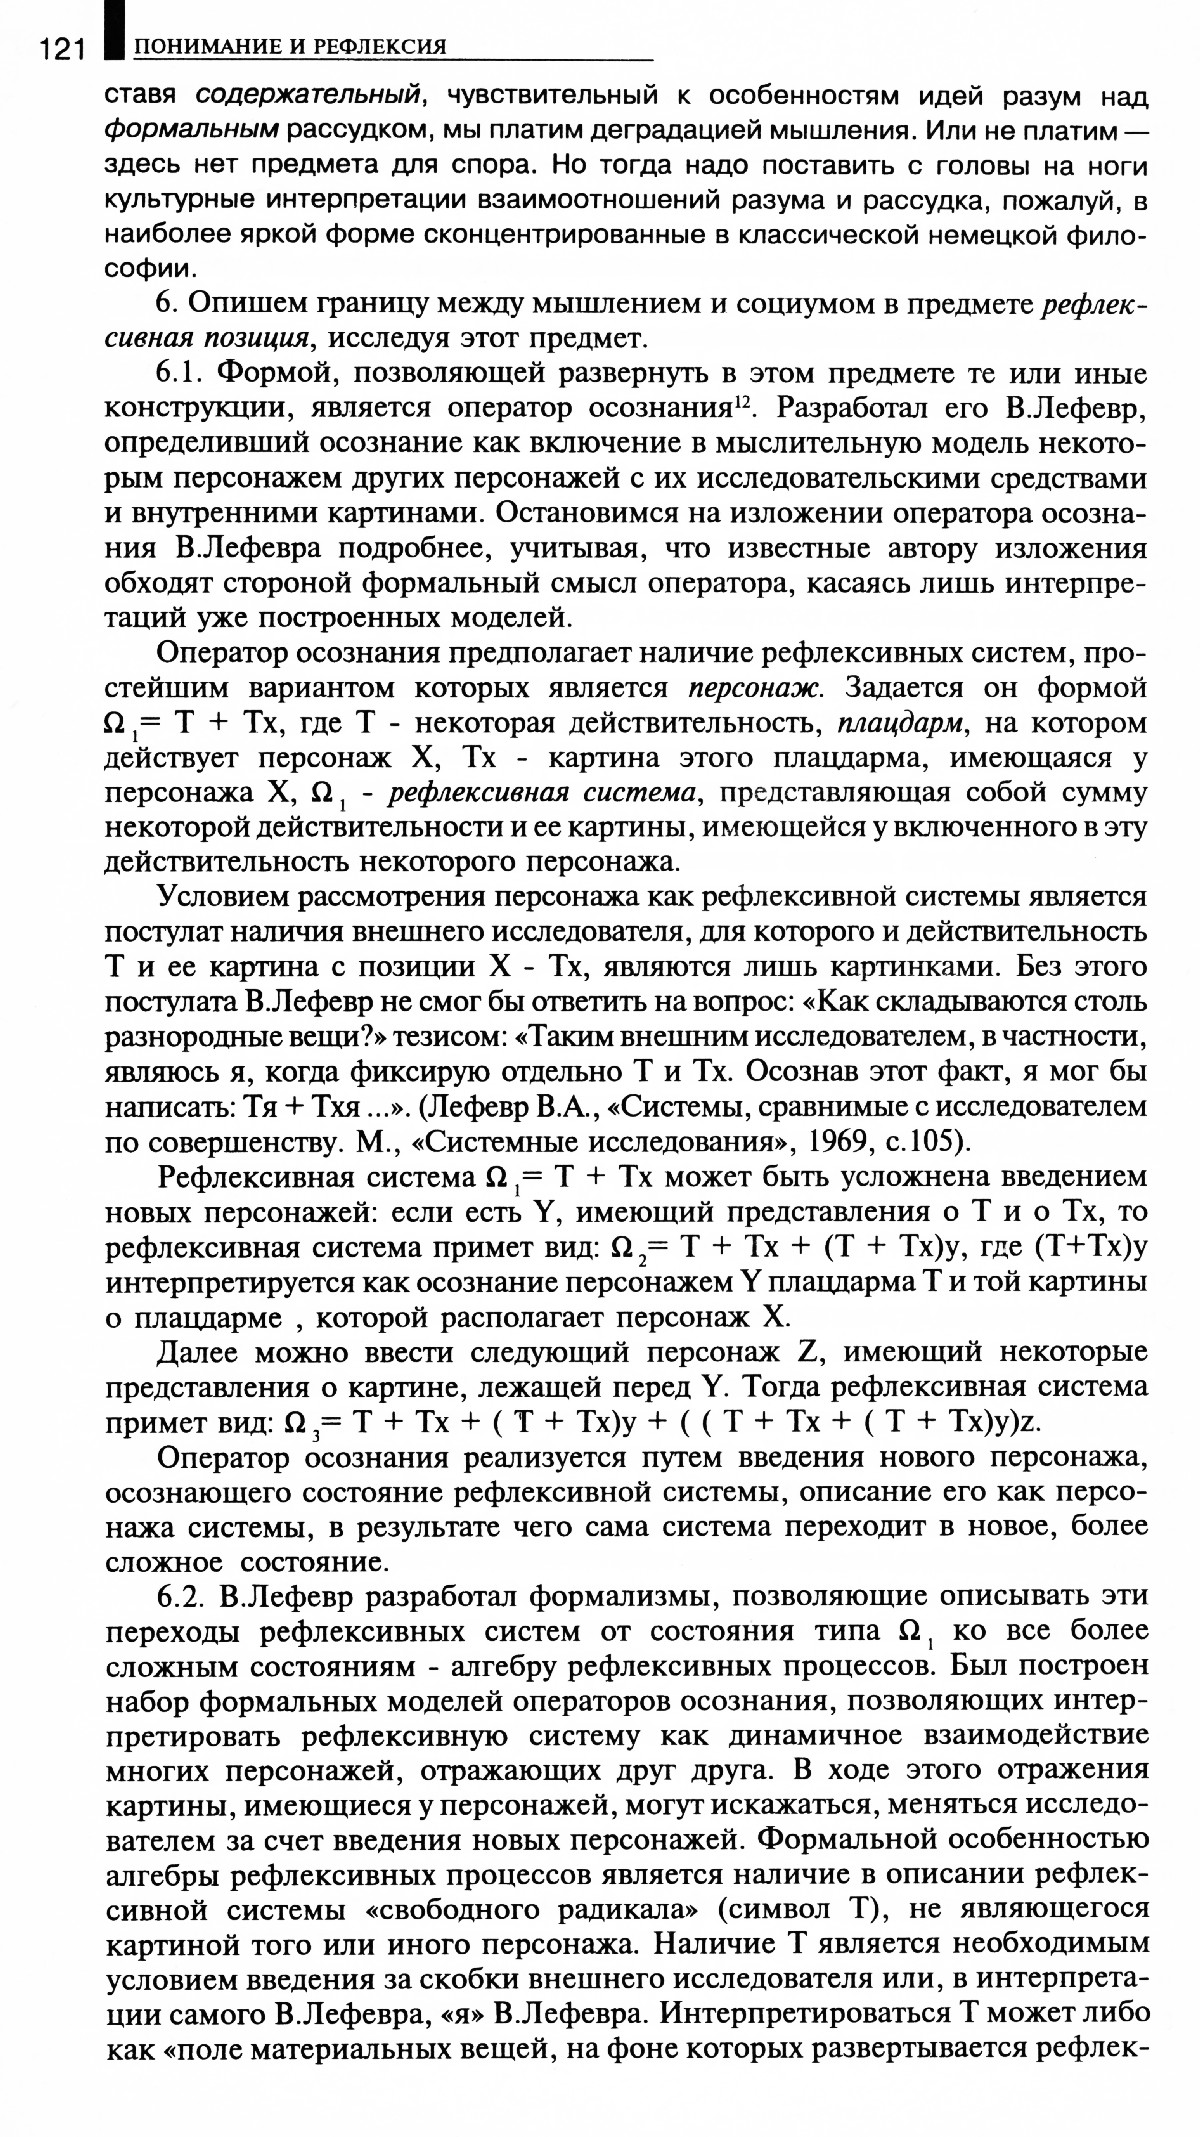 121 ПОНИМАНИЕ И РЕФЛЕКСИЯ
ставя содержательный, чувствительный к особенностям идей разум над
формальным рассудком, мы платим деградацией мышления. Или не платим —
здесь нет предмета для спора. Но тогда надо поставить с головы на ноги
культурные интерпретации взаимоотношений разума и рассудка, пожалуй, в
наиболее яркой форме сконцентрированные в классической немецкой фило-
софии.
6. Опишем границу между мышлением и социумом в предмете рефлек-
сивная позиция, исследуя этот предмет.
6.1. Формой, позволяющей развернуть в этом предмете те или иные
конструкции, является оператор осознания¹². Разработал его В.Лефевр,
определивший осознание как включение в мыслительную модель некото-
рым персонажем других персонажей с их исследовательскими средствами
и внутренними картинами. Остановимся на изложении оператора осозна-
ния В.Лефевра подробнее, учитывая, что известные автору изложения
обходят стороной формальный смысл оператора, касаясь лишь интерпре-
таций уже построенных моделей.
Оператор осознания предполагает наличие рефлексивных систем, про-
стейшим вариантом которых является персонаж. Задается он формой
Ω₁= T + Tx, где T - некоторая действительность, плацдарм, на котором
действует персонаж X, Tx - картина этого плацдарма, имеющаяся у
персонажа X, Ω₁ - рефлексивная система, представляющая собой сумму
некоторой действительности и ее картины, имеющейся у включенного в эту
действительность некоторого персонажа.
Условием рассмотрения персонажа как рефлексивной системы является
постулат наличия внешнего исследователя, для которого и действительность
T и ее картина с позиции X - Tx, являются лишь картинками. Без этого
постулата В.Лефевр не смог бы ответить на вопрос: «Как складываются столь
разнородные вещи?» тезисом: «Таким внешним исследователем, в частности,
являюсь я, когда фиксирую отдельно T и Tx. Осознав этот факт, я мог бы
написать: Тя + Тхя ...». (Лефевр В.А., «Системы, сравнимые с исследователем
по совершенству. М., «Системные исследования», 1969, с.105).
Рефлексивная система Ω₁= T + Tx может быть усложнена введением
новых персонажей: если есть Y, имеющий представления о T и о Tx, то
рефлексивная система примет вид: Ω₂= T + Tx + (T + Tx)y, где (T+Tx)y
интерпретируется как осознание персонажем Y плацдарма T и той картины
о плацдарме , которой располагает персонаж X.
Далее можно ввести следующий персонаж Z, имеющий некоторые
представления о картине, лежащей перед Y. Тогда рефлексивная система
примет вид: Ω₃= T + Tx + ( T + Tx)y + ( ( T + Tx + ( T + Tx)y)z.
Оператор осознания реализуется путем введения нового персонажа,
осознающего состояние рефлексивной системы, описание его как персо-
нажа системы, в результате чего сама система переходит в новое, более
сложное состояние.
6.2. В.Лефевр разработал формализмы, позволяющие описывать эти
переходы рефлексивных систем от состояния типа Ω₁ ко все более
сложным состояниям - алгебру рефлексивных процессов. Был построен
набор формальных моделей операторов осознания, позволяющих интер-
претировать рефлексивную систему как динамичное взаимодействие
многих персонажей, отражающих друг друга. В ходе этого отражения
картины, имеющиеся у персонажей, могут искажаться, меняться исследо-
вателем за счет введения новых персонажей. Формальной особенностью
алгебры рефлексивных процессов является наличие в описании рефлек-
сивной системы «свободного радикала» (символ T), не являющегося
картиной того или иного персонажа. Наличие T является необходимым
условием введения за скобки внешнего исследователя или, в интерпрета-
ции самого В.Лефевра, «я» В.Лефевра. Интерпретироваться T может либо
как «поле материальных вещей, на фоне которых развертывается рефлек-